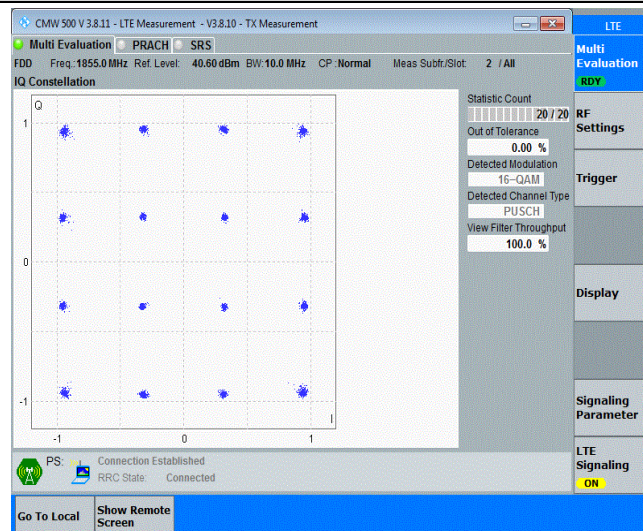 CMW 500 V 3.8.11 - LTE Measurement - V3.8.10 - TX Measurement
LTE
Multi Evaluation PRACH SRS
Multi
Evaluation
RDY
FDD Freq.:1855.0 MHz Ref. Level: 40.60 dBm BW:10.0 MHz CP:Normal Meas Subfr./Slot: 2 / All
IQ Constellation
Q
1
0
-1
I
-1 0 1
Statistic Count
20 / 20
Out of Tolerance
0.00 %
Detected Modulation
16-QAM
Detected Channel Type
PUSCH
View Filter Throughput
100.0 %
RF
Settings
Trigger
Display
Signaling
Parameter
LTE
Signaling
ON
PS: Connection Established
RRC State: Connected
Go To Local
Show Remote
Screen